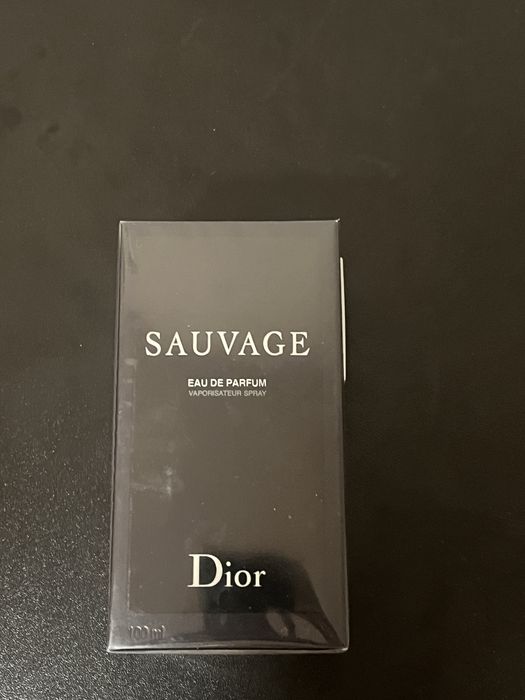 SAUVAGE
EAU DE PARFUM
VAPORISATEUR SPRAY
Dior
100 ml